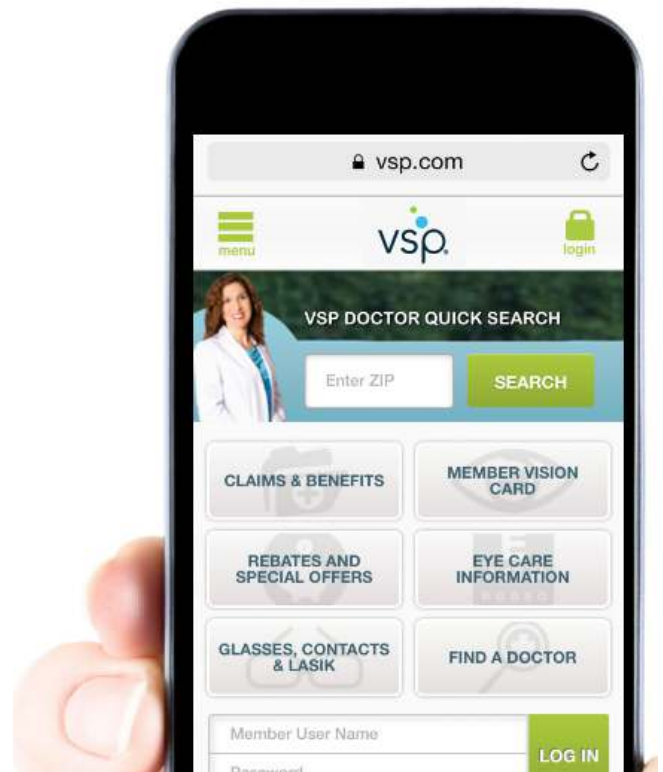 vsp.com
menu
vsp.
login
VSP DOCTOR QUICK SEARCH
Enter ZIP
SEARCH
CLAIMS & BENEFITS
MEMBER VISION
CARD
REBATES AND
SPECIAL OFFERS
EYE CARE
INFORMATION
GLASSES, CONTACTS
& LASIK
FIND A DOCTOR
Member User Name
LOG IN
Password